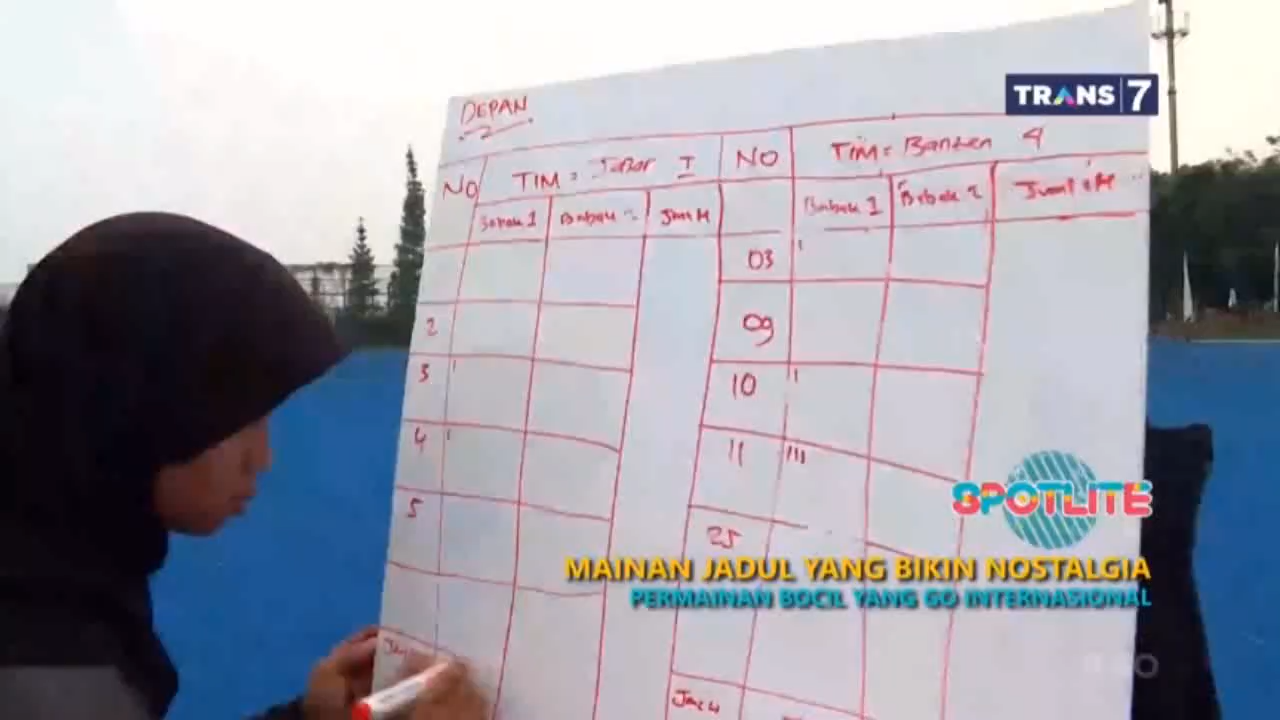 TRANS 7
DEPAN
NO TIM = Jabar I NO TIM = Banten 4
Babak 1 Babak 2 Babak 1 Babak 2
03
2 09
3 10
4 11
5 25
SPOTLITE
MAINAN JADUL YANG BIKIN NOSTALGIA
PERMAINAN BOCIL YANG GO INTERNASIONAL